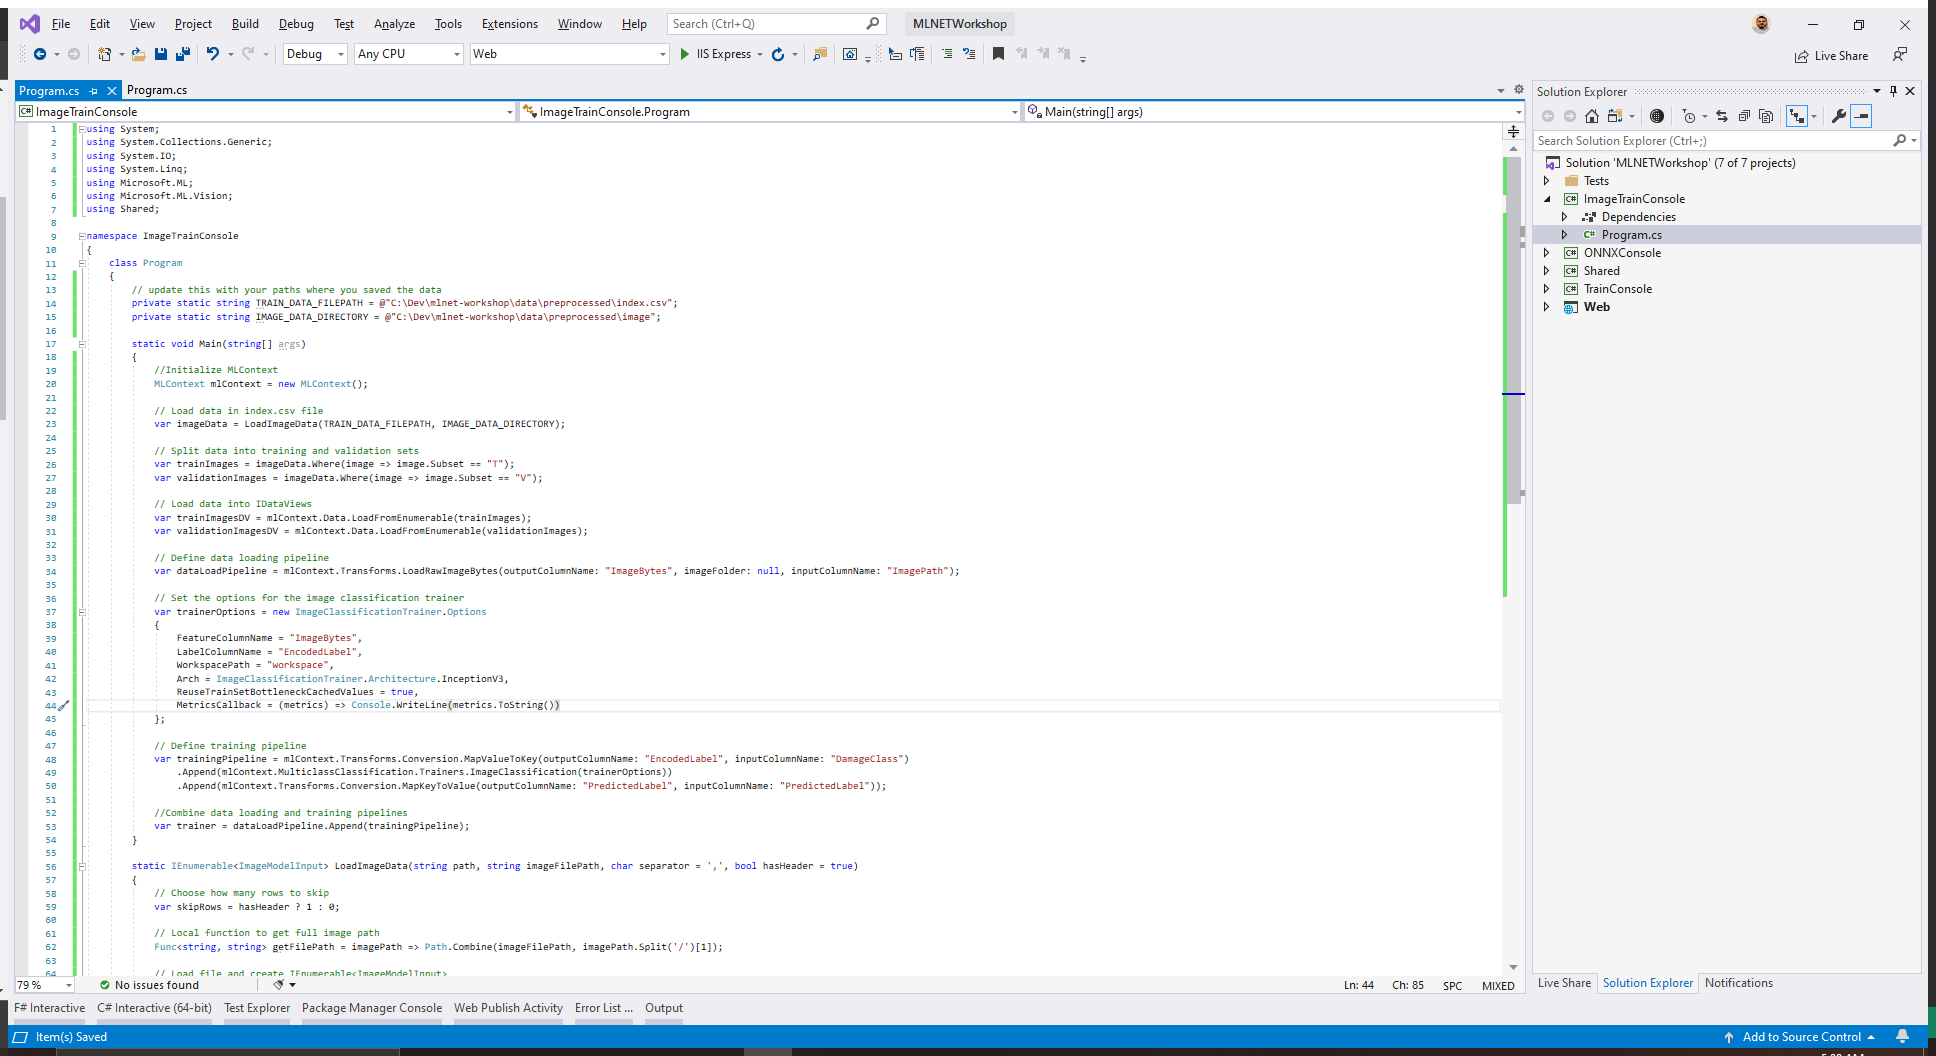 File Edit View Project Build Debug Test Analyze Tools Extensions Window Help Search (Ctrl+Q) MLNETWorkshop
Debug Any CPU Web IIS Express Live Share
Program.cs Program.cs
ImageTrainConsole ImageTrainConsole.Program Main(string[] args)
1 using System;
2 using System.Collections.Generic;
3 using System.IO;
4 using System.Linq;
5 using Microsoft.ML;
6 using Microsoft.ML.Vision;
7 using Shared;
8
9 namespace ImageTrainConsole
10 {
11 class Program
12 {
13 // update this with your paths where you saved the data
14 private static string TRAIN_DATA_FILEPATH = @"C:\Dev\mlnet-workshop\data\preprocessed\index.csv";
15 private static string IMAGE_DATA_DIRECTORY = @"C:\Dev\mlnet-workshop\data\preprocessed\image";
16
17 static void Main(string[] args)
18 {
19 //Initialize MLContext
20 MLContext mlContext = new MLContext();
21
22 // Load data in index.csv file
23 var imageData = LoadImageData(TRAIN_DATA_FILEPATH, IMAGE_DATA_DIRECTORY);
24
25 // Split data into training and validation sets
26 var trainImages = imageData.Where(image => image.Subset == "T");
27 var validationImages = imageData.Where(image => image.Subset == "V");
28
29 // Load data into IDataViews
30 var trainImagesDV = mlContext.Data.LoadFromEnumerable(trainImages);
31 var validationImagesDV = mlContext.Data.LoadFromEnumerable(validationImages);
32
33 // Define data loading pipeline
34 var dataLoadPipeline = mlContext.Transforms.LoadRawImageBytes(outputColumnName: "ImageBytes", imageFolder: null, inputColumnName: "ImagePath");
35
36 // Set the options for the image classification trainer
37 var trainerOptions = new ImageClassificationTrainer.Options
38 {
39 FeatureColumnName = "ImageBytes",
40 LabelColumnName = "EncodedLabel",
41 WorkspacePath = "workspace",
42 Arch = ImageClassificationTrainer.Architecture.InceptionV3,
43 ReuseTrainSetBottleneckCachedValues = true,
44 MetricsCallback = (metrics) => Console.WriteLine(metrics.ToString())
45 };
46
47 // Define training pipeline
48 var trainingPipeline = mlContext.Transforms.Conversion.MapValueToKey(outputColumnName: "EncodedLabel", inputColumnName: "DamageClass")
49 .Append(mlContext.MulticlassClassification.Trainers.ImageClassification(trainerOptions))
50 .Append(mlContext.Transforms.Conversion.MapKeyToValue(outputColumnName: "PredictedLabel", inputColumnName: "PredictedLabel"));
51
52 //Combine data loading and training pipelines
53 var trainer = dataLoadPipeline.Append(trainingPipeline);
54 }
55
56 static IEnumerable<ImageModelInput> LoadImageData(string path, string imageFilePath, char separator = ',', bool hasHeader = true)
57 {
58 // Choose how many rows to skip
59 var skipRows = hasHeader ? 1 : 0;
60
61 // Local function to get full image path
62 Func<string, string> getFilePath = imagePath => Path.Combine(imageFilePath, imagePath.Split('/')[1]);
63
64 // Load file and create IEnumerable<ImageModelInput>
79 % No issues found Ln: 44 Ch: 85 SPC MIXED
F# Interactive C# Interactive (64-bit) Test Explorer Package Manager Console Web Publish Activity Error List ... Output
Item(s) Saved Add to Source Control
Solution Explorer
Search Solution Explorer (Ctrl+;)
Solution 'MLNETWorkshop' (7 of 7 projects)
Tests
C# ImageTrainConsole
Dependencies
C# Program.cs
C# ONNXConsole
C# Shared
C# TrainConsole
Web
Live Share Solution Explorer Notifications